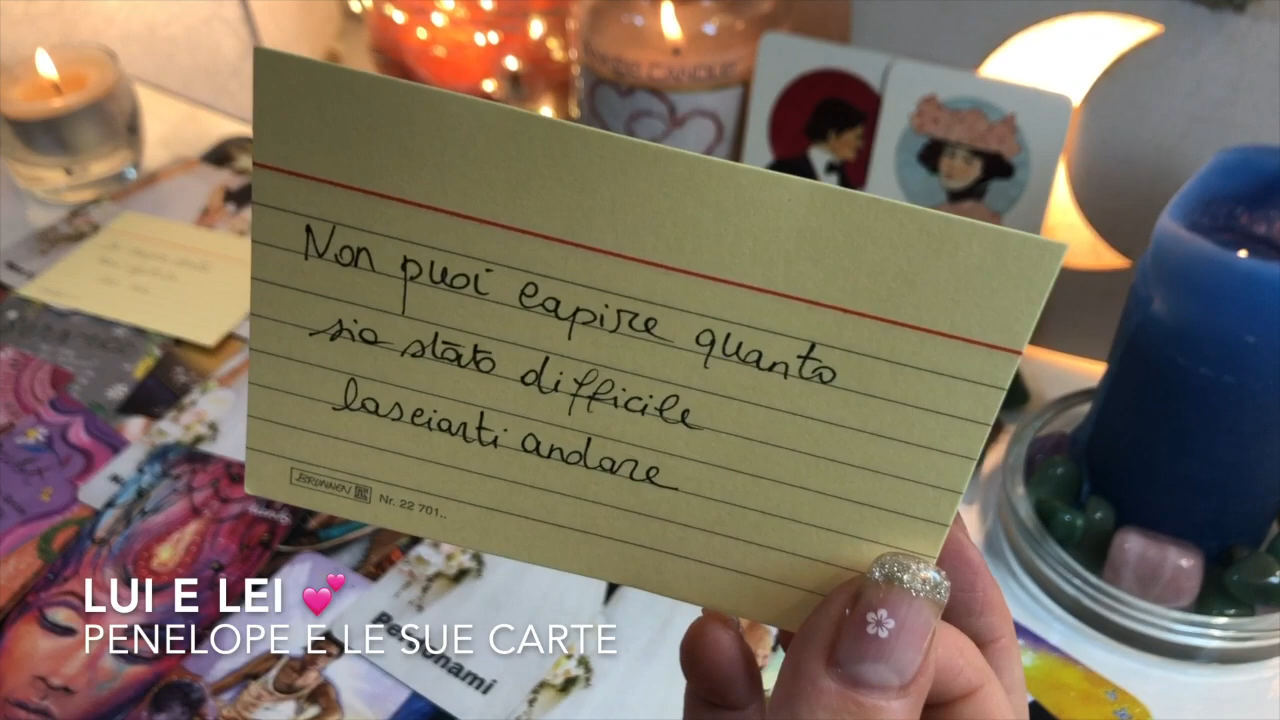 Non puoi capire quanto
sia stato difficile
lasciarti andare
BRUNNEN Nr. 22 701..
LUI E LEI 💕
PENELOPE E LE SUE CARTE